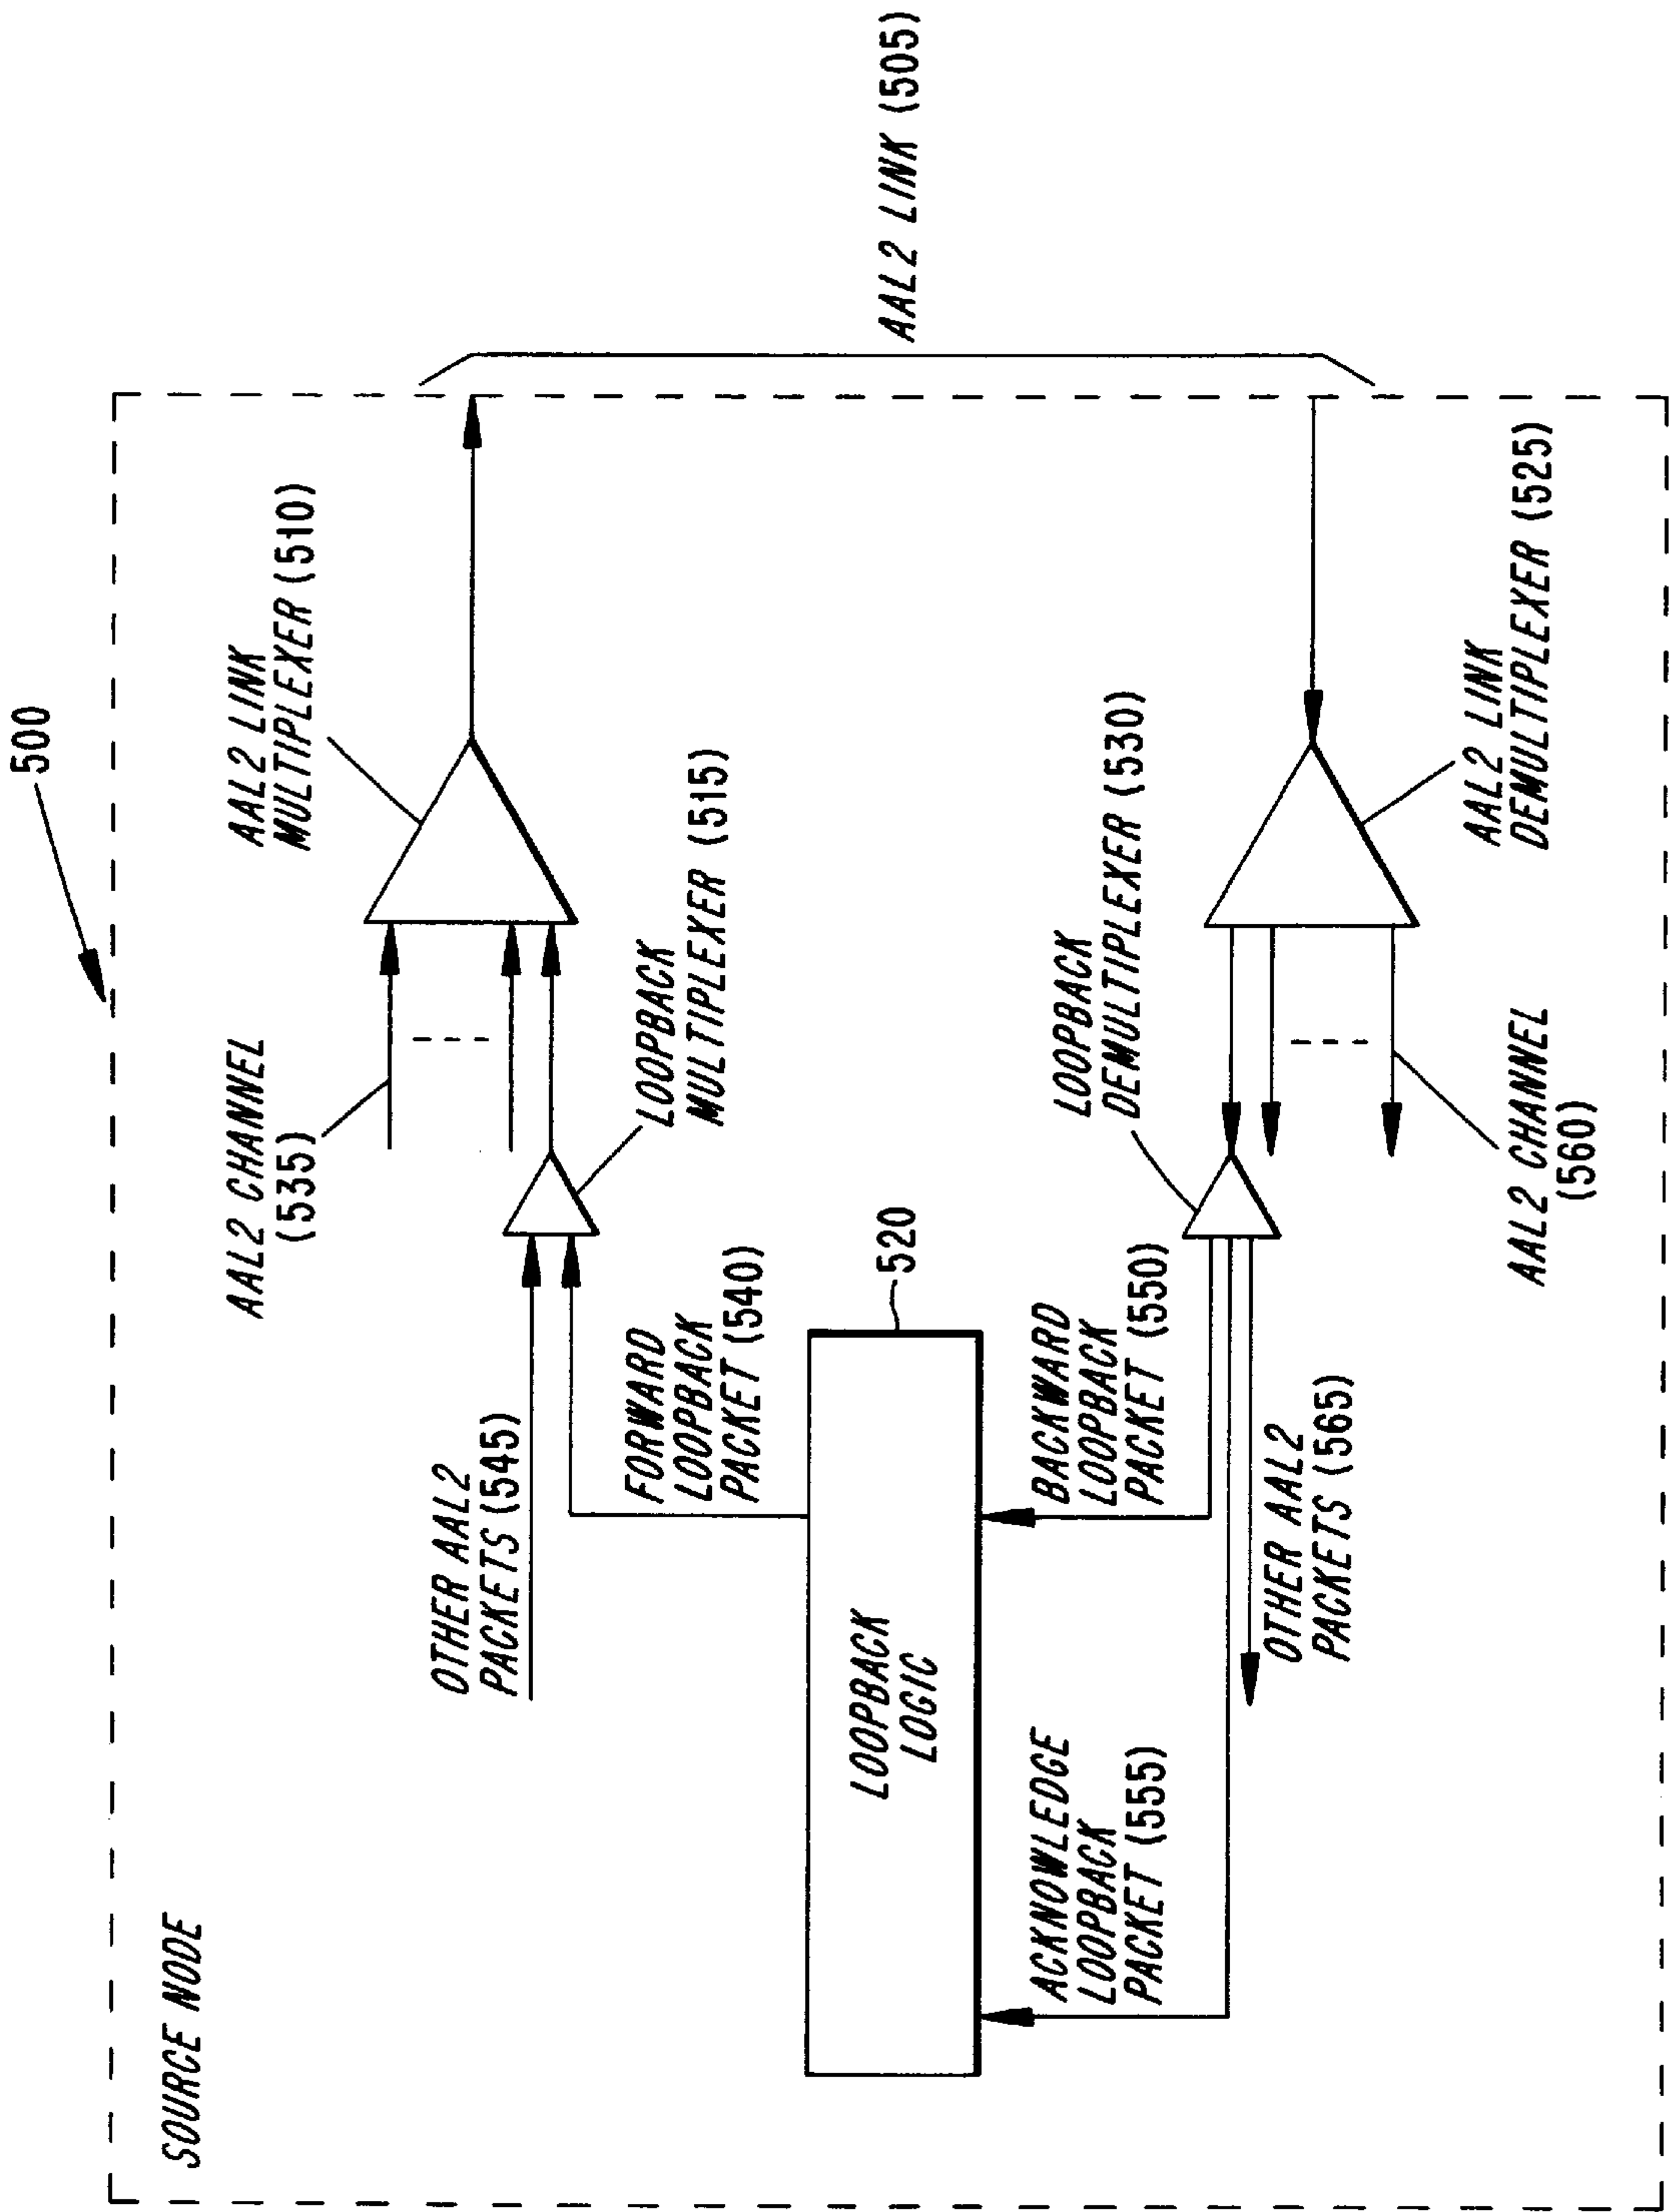 500
SOURCE NODE
AAL2 CHANNEL
(535)
AAL2 LINK
MULTIPLEXER (510)
OTHER AAL2
PACKETS (545)
FORWARD
LOOPBACK
PACKET (540)
LOOPBACK
MULTIPLEXER (515)
LOOPBACK
LOGIC
520
AAL2 LINK (505)
ACKNOWLEDGE
LOOPBACK
PACKET (555)
BACKWARD
LOOPBACK
PACKET (550)
LOOPBACK
DEMULTIPLEXER (530)
OTHER AAL2
PACKETS (565)
AAL2 CHANNEL
(560)
AAL2 LINK
DEMULTIPLEXER (525)